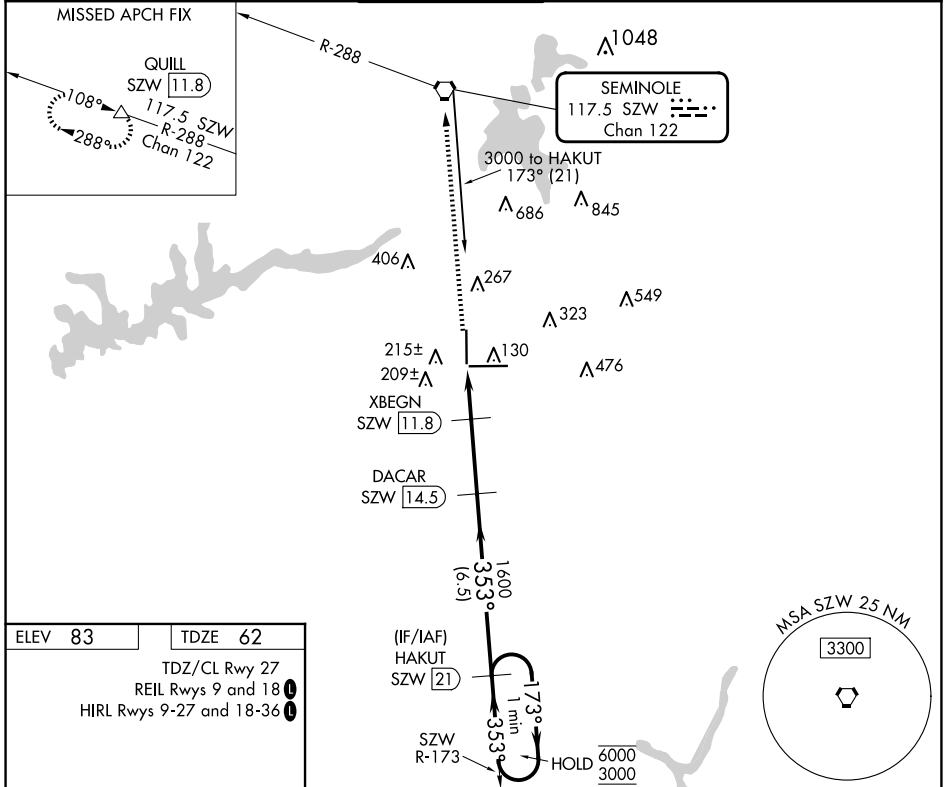 MISSED APCH FIX
QUILL
SZW 11.8
108°
288°
117.5 SZW
R-288
Chan 122
R-288
1048
SEMINOLE
117.5 SZW
Chan 122
3000 to HAKUT
173° (21)
686
845
406
267
323
549
215±
130
209±
476
XBEGN
SZW 11.8
DACAR
SZW 14.5
1600
353°
(6.5)
(IF/IAF)
HAKUT
SZW 21
173°
1 min
353°
SZW
R-173
HOLD 6000
3000
MSA SZW 25 NM
3300
ELEV 83
TDZE 62
TDZ/CL Rwy 27
REIL Rwys 9 and 18 L
HIRL Rwys 9-27 and 18-36 L